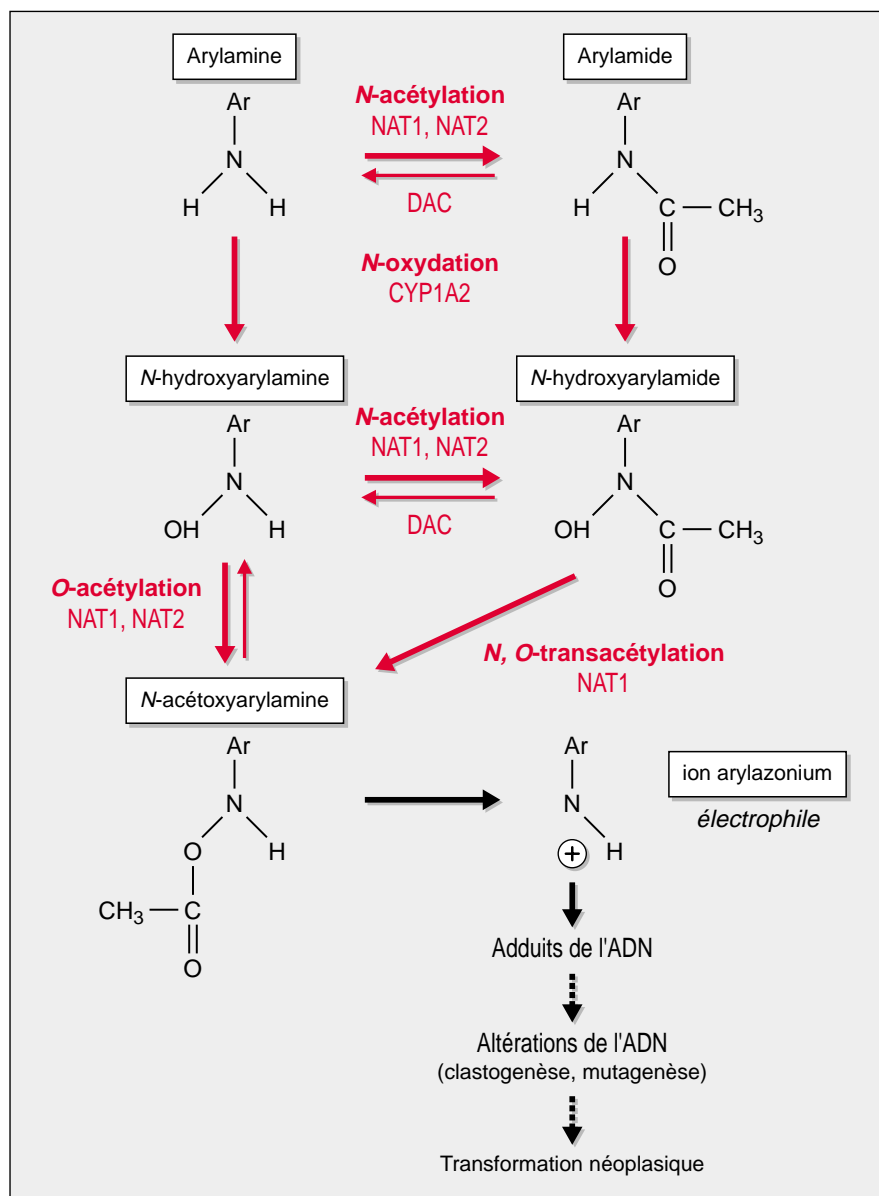 Arylamine
Arylamide
Ar
N
H H
N-acétylation
NAT1, NAT2
DAC
Ar
N
H C CH3
O
N-oxydation
CYP1A2
N-hydroxyarylamine
N-hydroxyarylamide
Ar
N
OH H
N-acétylation
NAT1, NAT2
DAC
Ar
N
OH C CH3
O
O-acétylation
NAT1, NAT2
N, O-transacétylation
NAT1
N-acétoxyarylamine
Ar
N
O H
CH3 C
O
Ar
N
+ H
ion arylazonium
électrophile
Adduits de l'ADN
Altérations de l'ADN
(clastogenèse, mutagenèse)
Transformation néoplasique